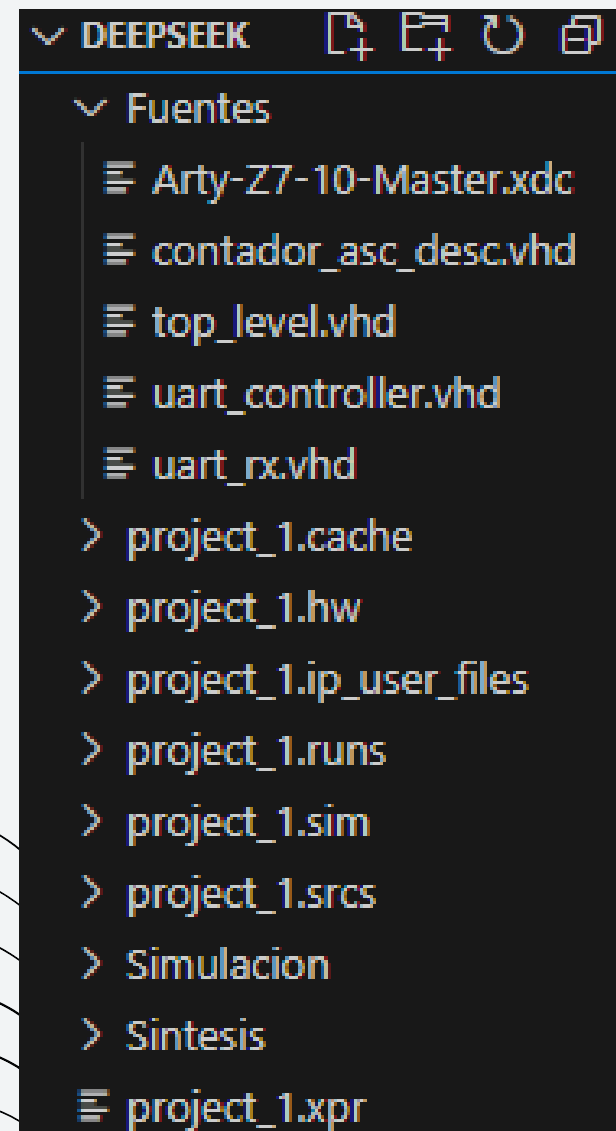 DEEPSEEK
Fuentes
Arty-Z7-10-Master.xdc
contador_asc_desc.vhd
top_level.vhd
uart_controller.vhd
uart_rx.vhd
project_1.cache
project_1.hw
project_1.ip_user_files
project_1.runs
project_1.sim
project_1.srcs
Simulacion
Sintesis
project_1.xpr